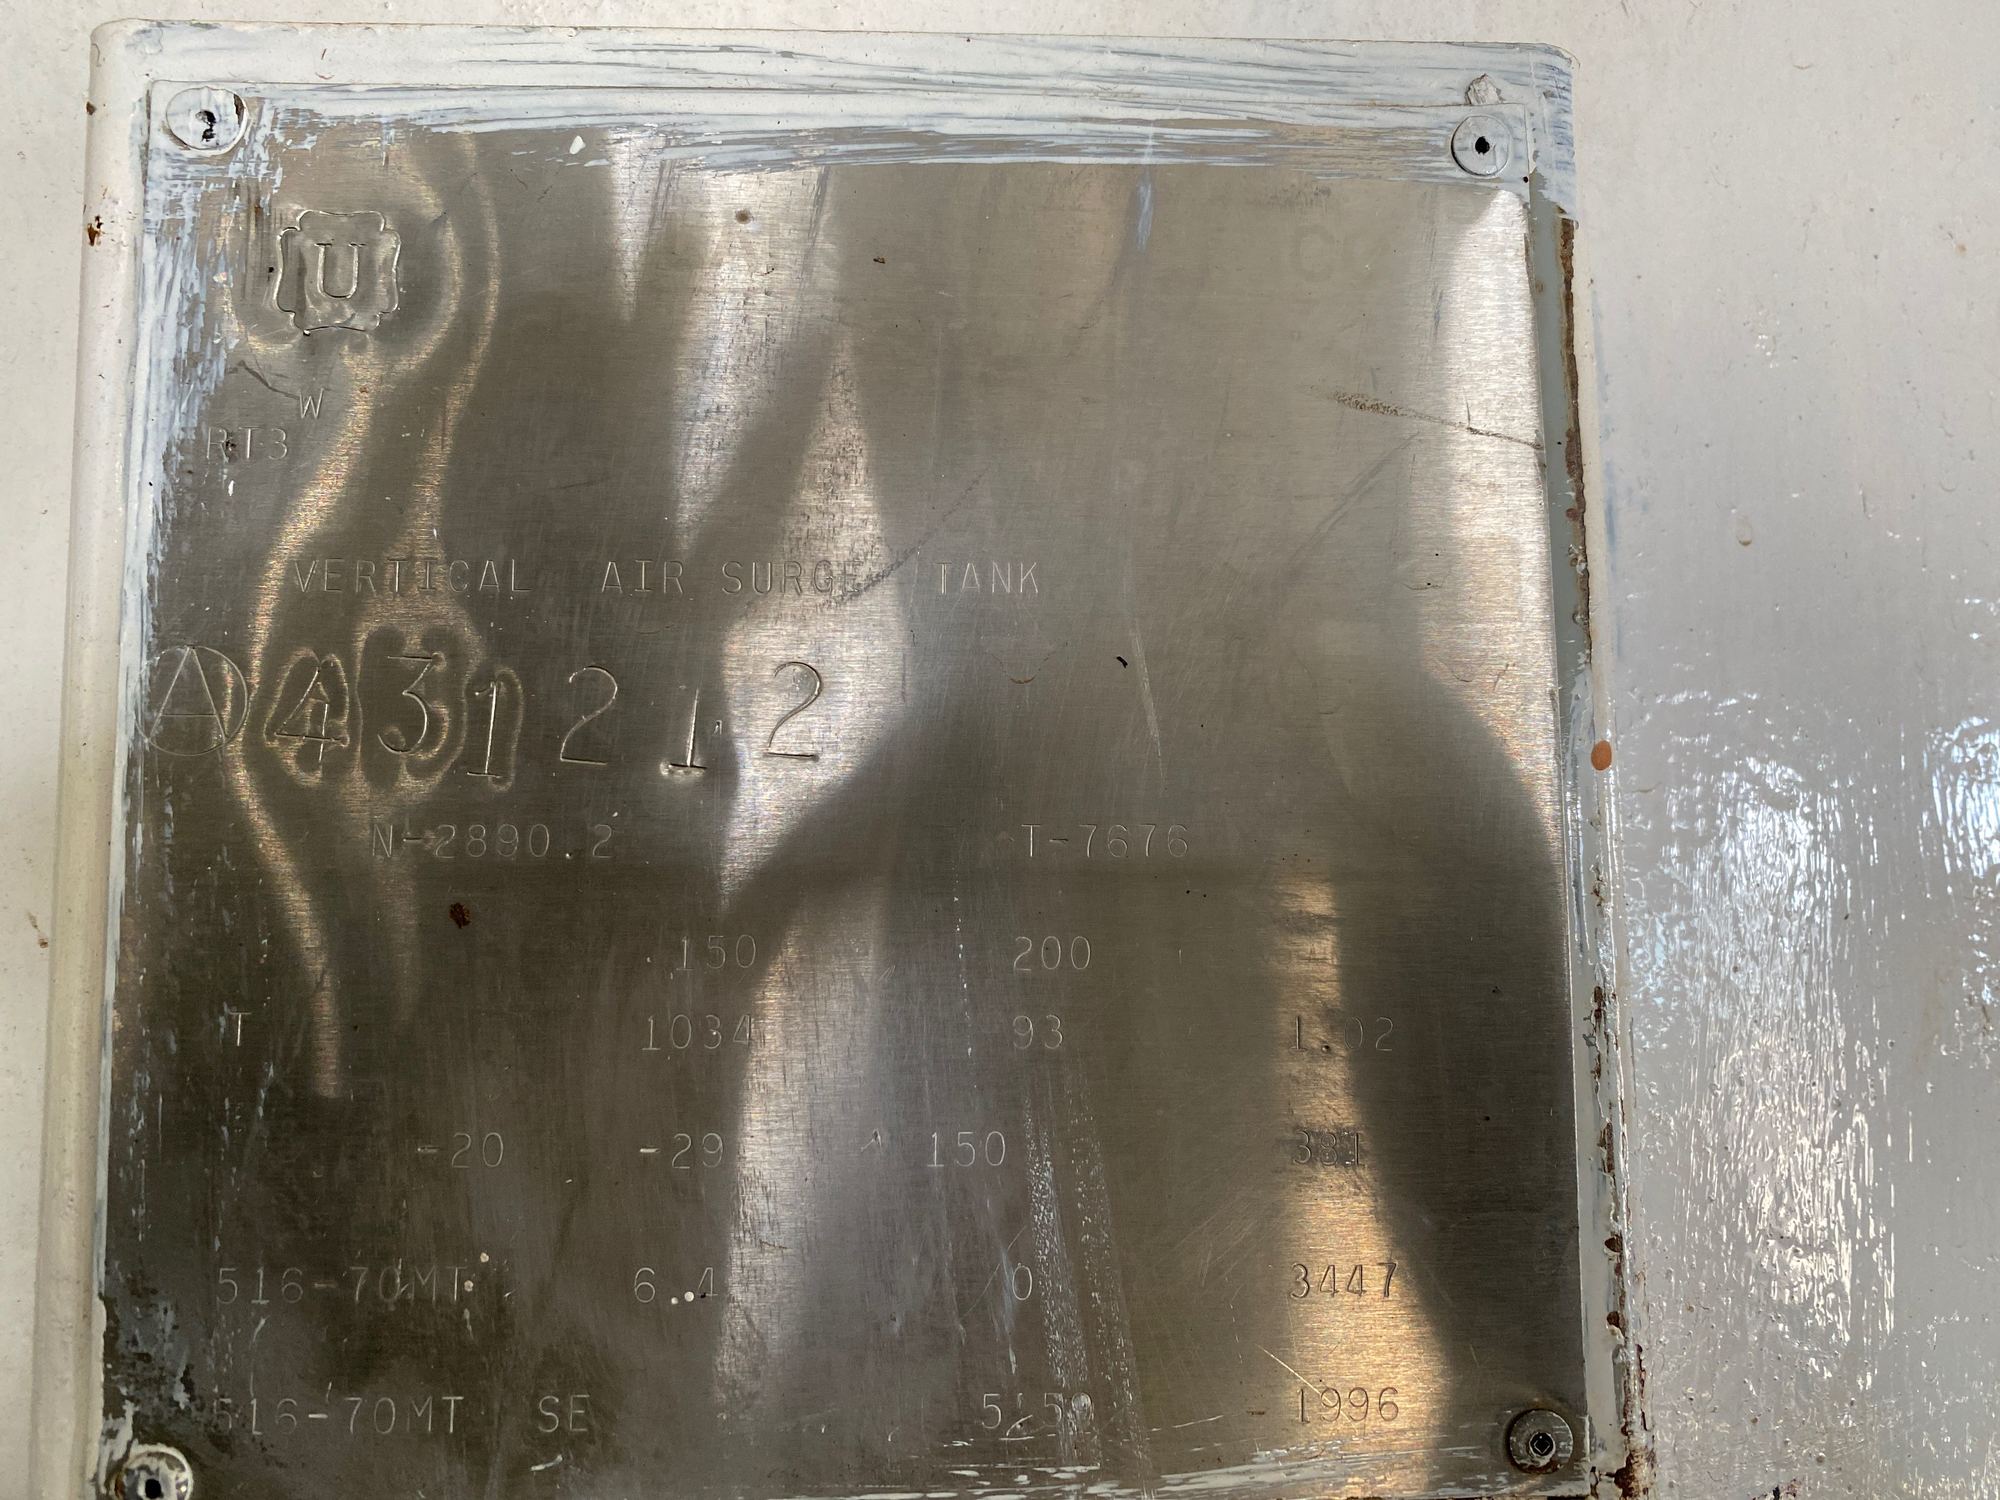 U
W
RT3
VERTICAL AIR SURGE TANK
A 431212
N-2890.2 T-7676
150 200
T 1034 93 1.02
-20 -29 150 381
516-70MT 6.4 0 3447
516-70MT SE 1996